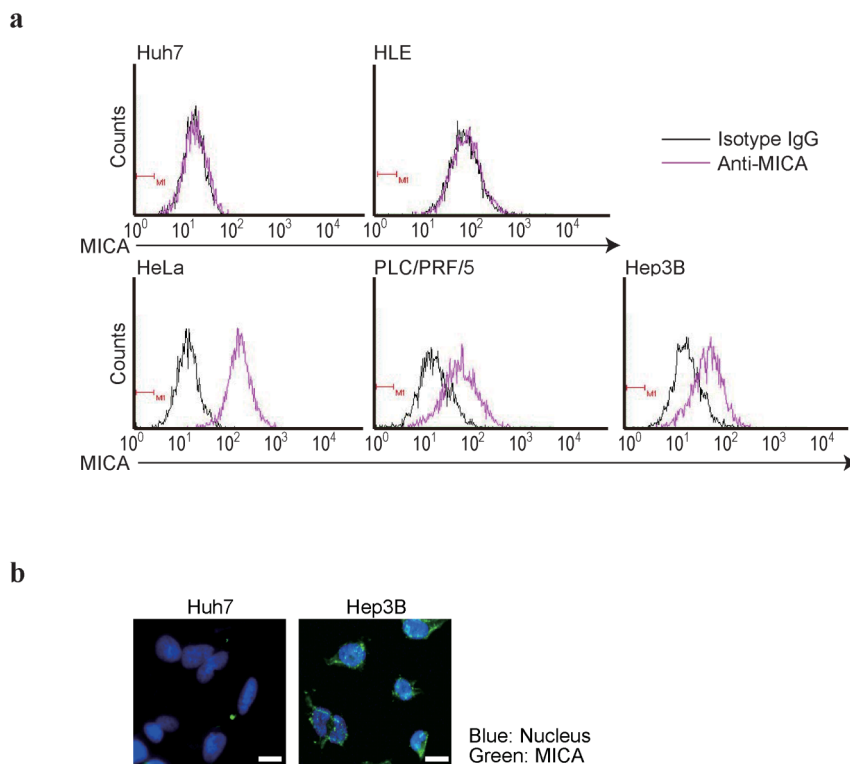 a
Huh7 HLE
Counts
Isotype IgG
Anti-MICA
M1 M1
10^0 10^1 10^2 10^3 10^4 10^0 10^1 10^2 10^3 10^4
MICA
HeLa PLC/PRF/5 Hep3B
Counts
M1 M1 M1
10^0 10^1 10^2 10^3 10^4 10^0 10^1 10^2 10^3 10^4 10^0 10^1 10^2 10^3 10^4
MICA
b
Huh7 Hep3B
Blue: Nucleus
Green: MICA